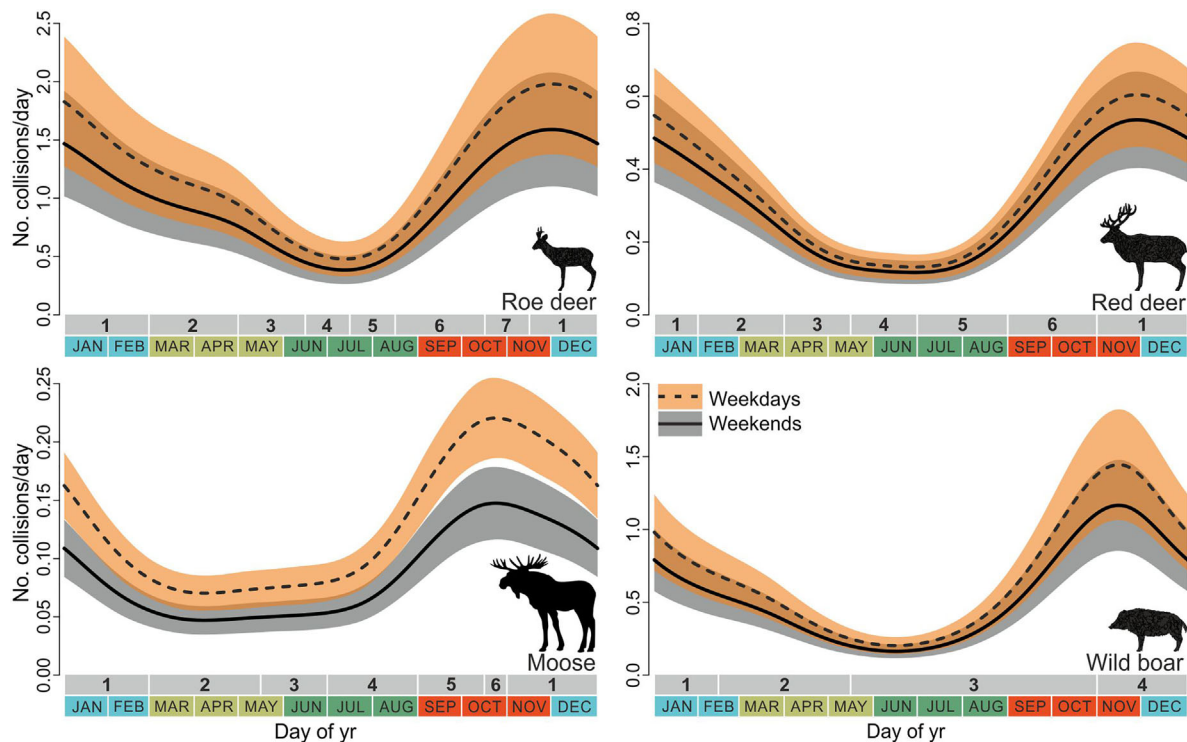 No. collisions/day
2.5
2.0
1.5
1.0
0.5
0.0
Roe deer
1 2 3 4 5 6 7 1
JAN FEB MAR APR MAY JUN JUL AUG SEP OCT NOV DEC
0.8
0.6
0.4
0.2
0.0
Red deer
1 2 3 4 5 6 1
JAN FEB MAR APR MAY JUN JUL AUG SEP OCT NOV DEC
No. collisions/day
0.25
0.20
0.15
0.10
0.05
0.00
Moose
1 2 3 4 5 6 1
JAN FEB MAR APR MAY JUN JUL AUG SEP OCT NOV DEC
Day of yr
2.0
1.5
1.0
0.5
0.0
Weekdays
Weekends
Wild boar
1 2 3 4
JAN FEB MAR APR MAY JUN JUL AUG SEP OCT NOV DEC
Day of yr